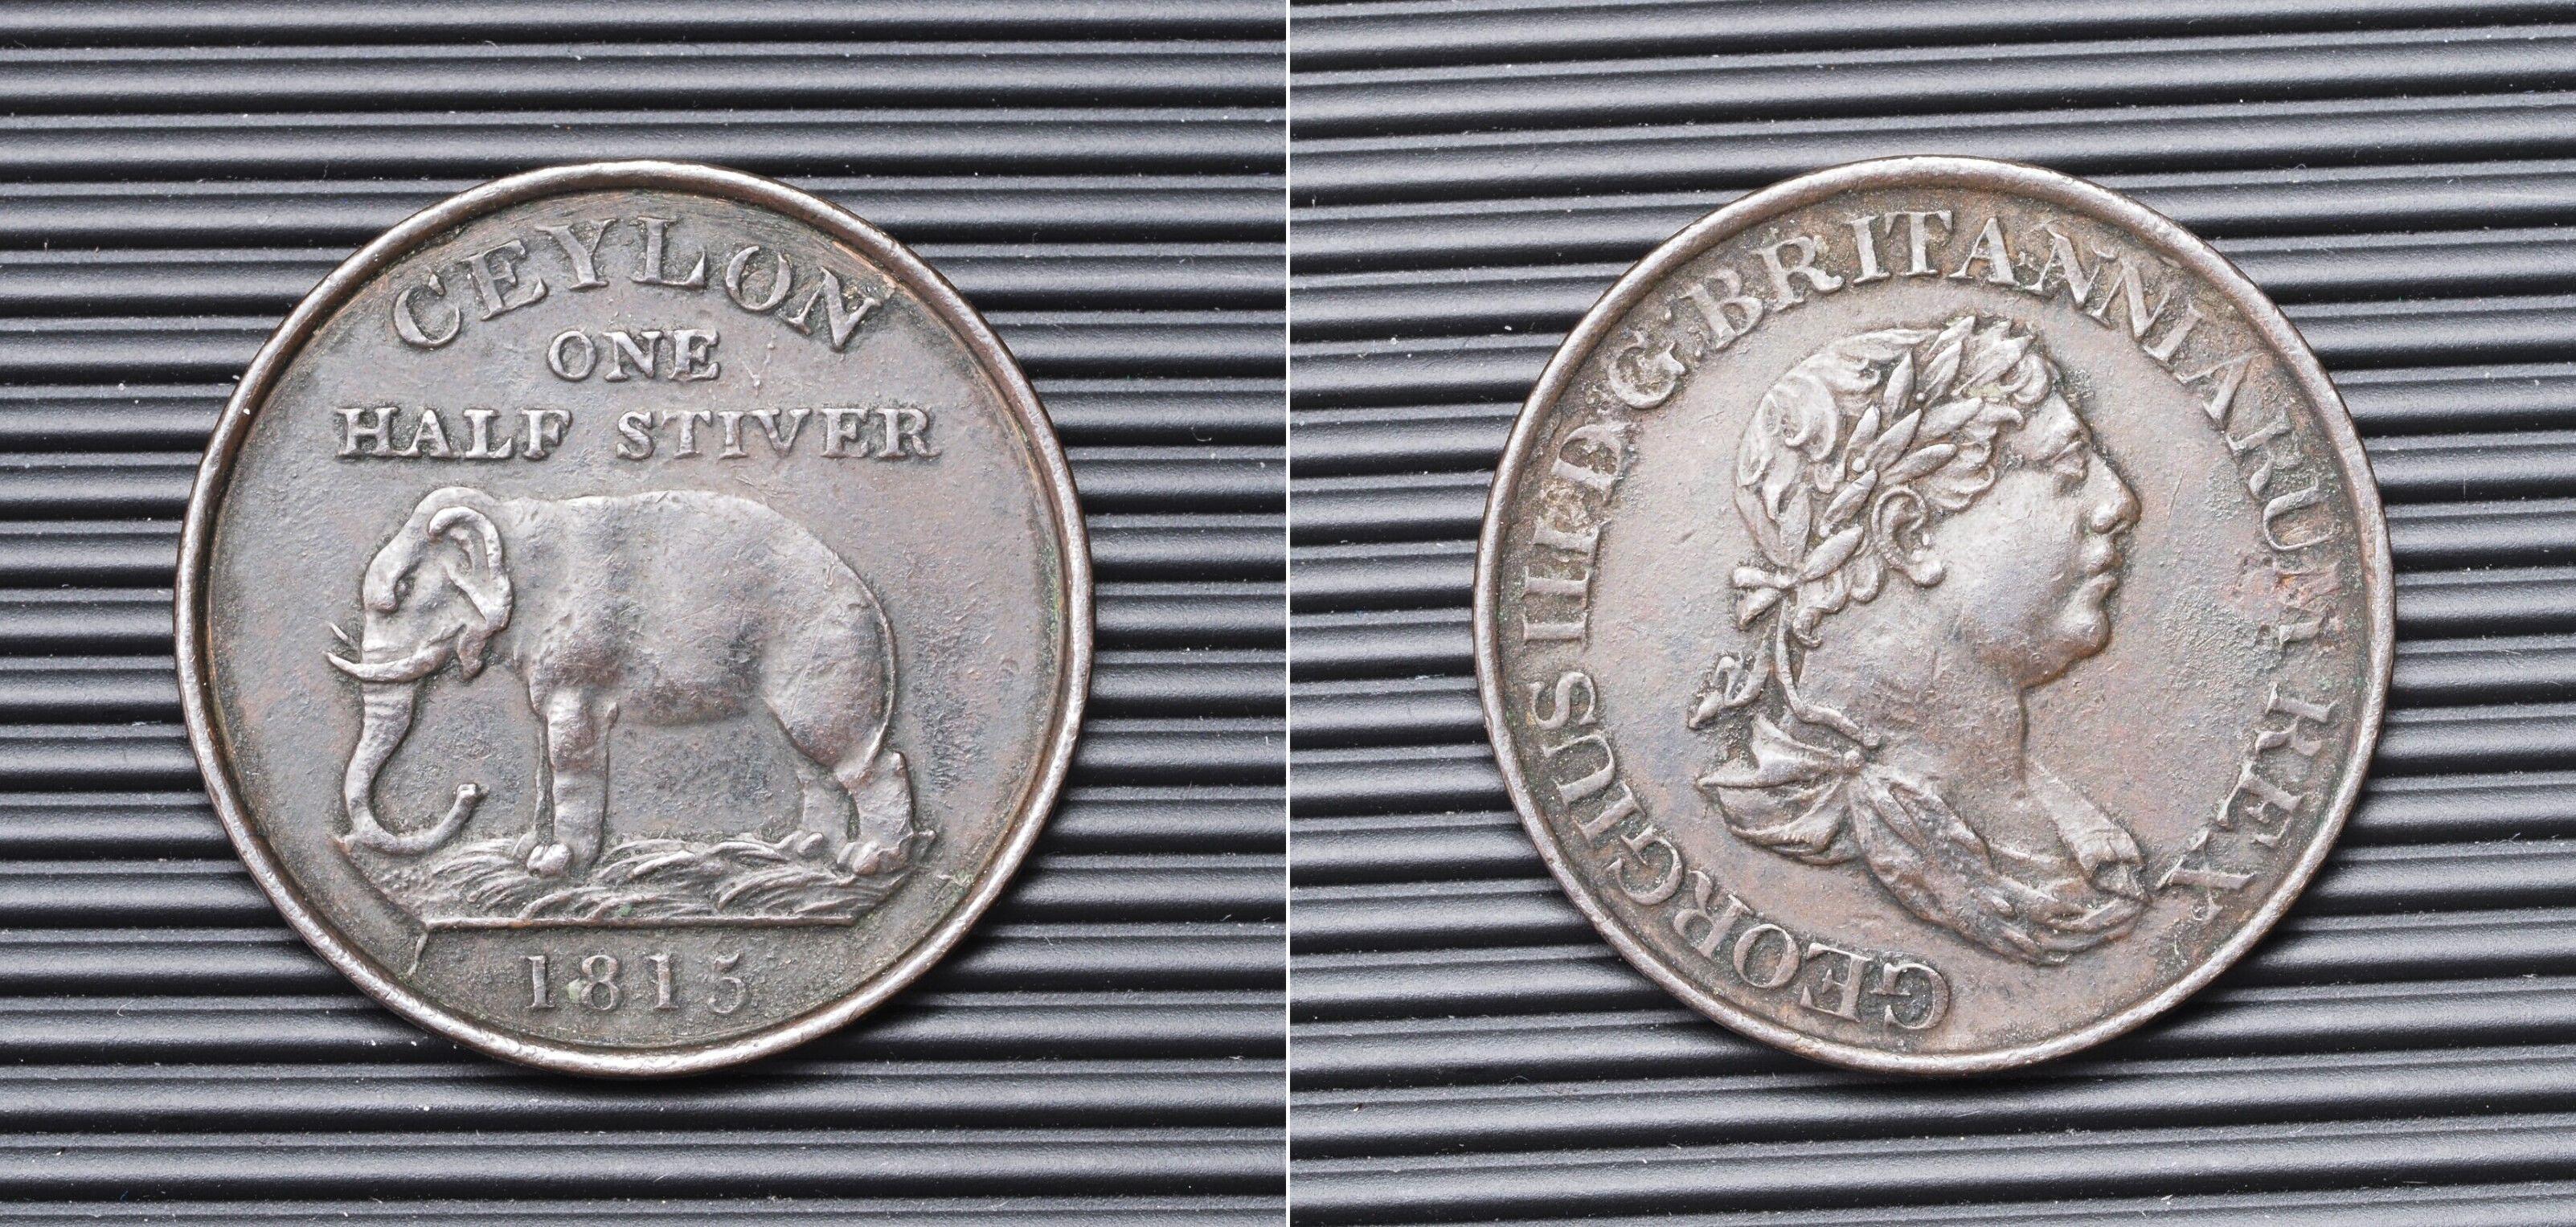 CEYLON
ONE
HALF STIVER
1815
GEORGIUS III D.G. BRITANNIARUM REX